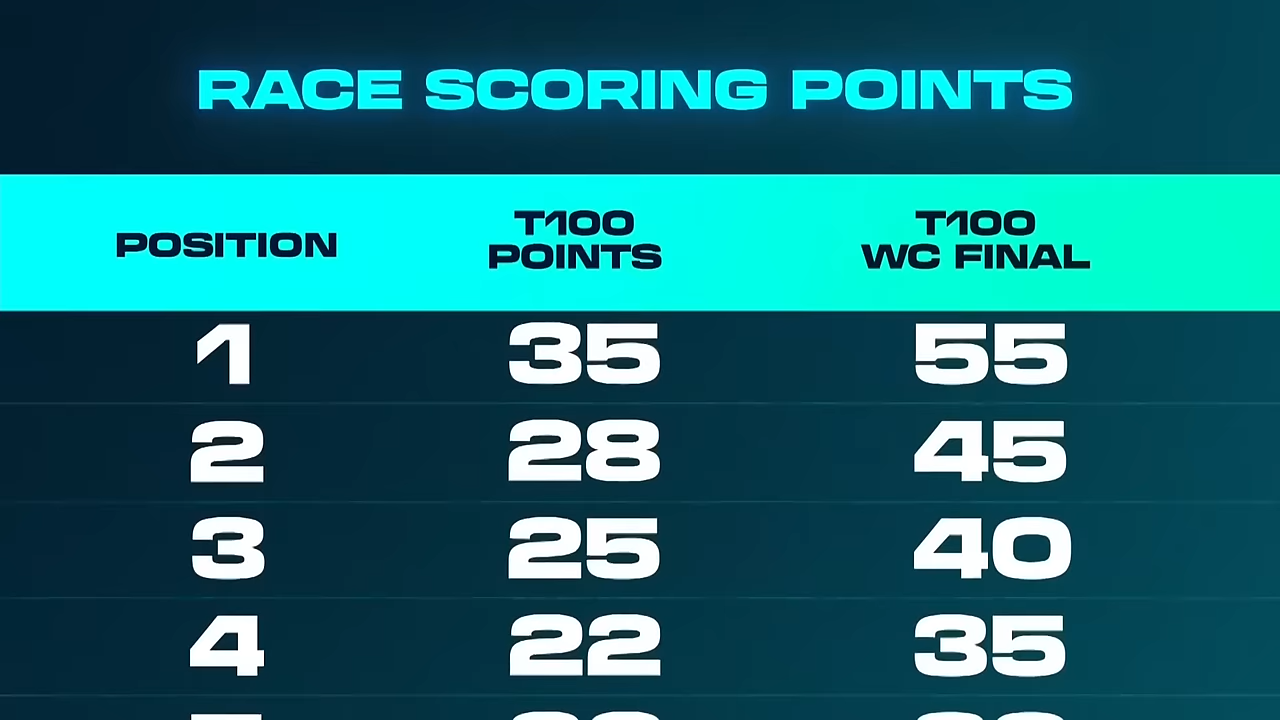 RACE SCORING POINTS
POSITION
T100
POINTS
T100
WC FINAL
1 35 55
2 28 45
3 25 40
4 22 35